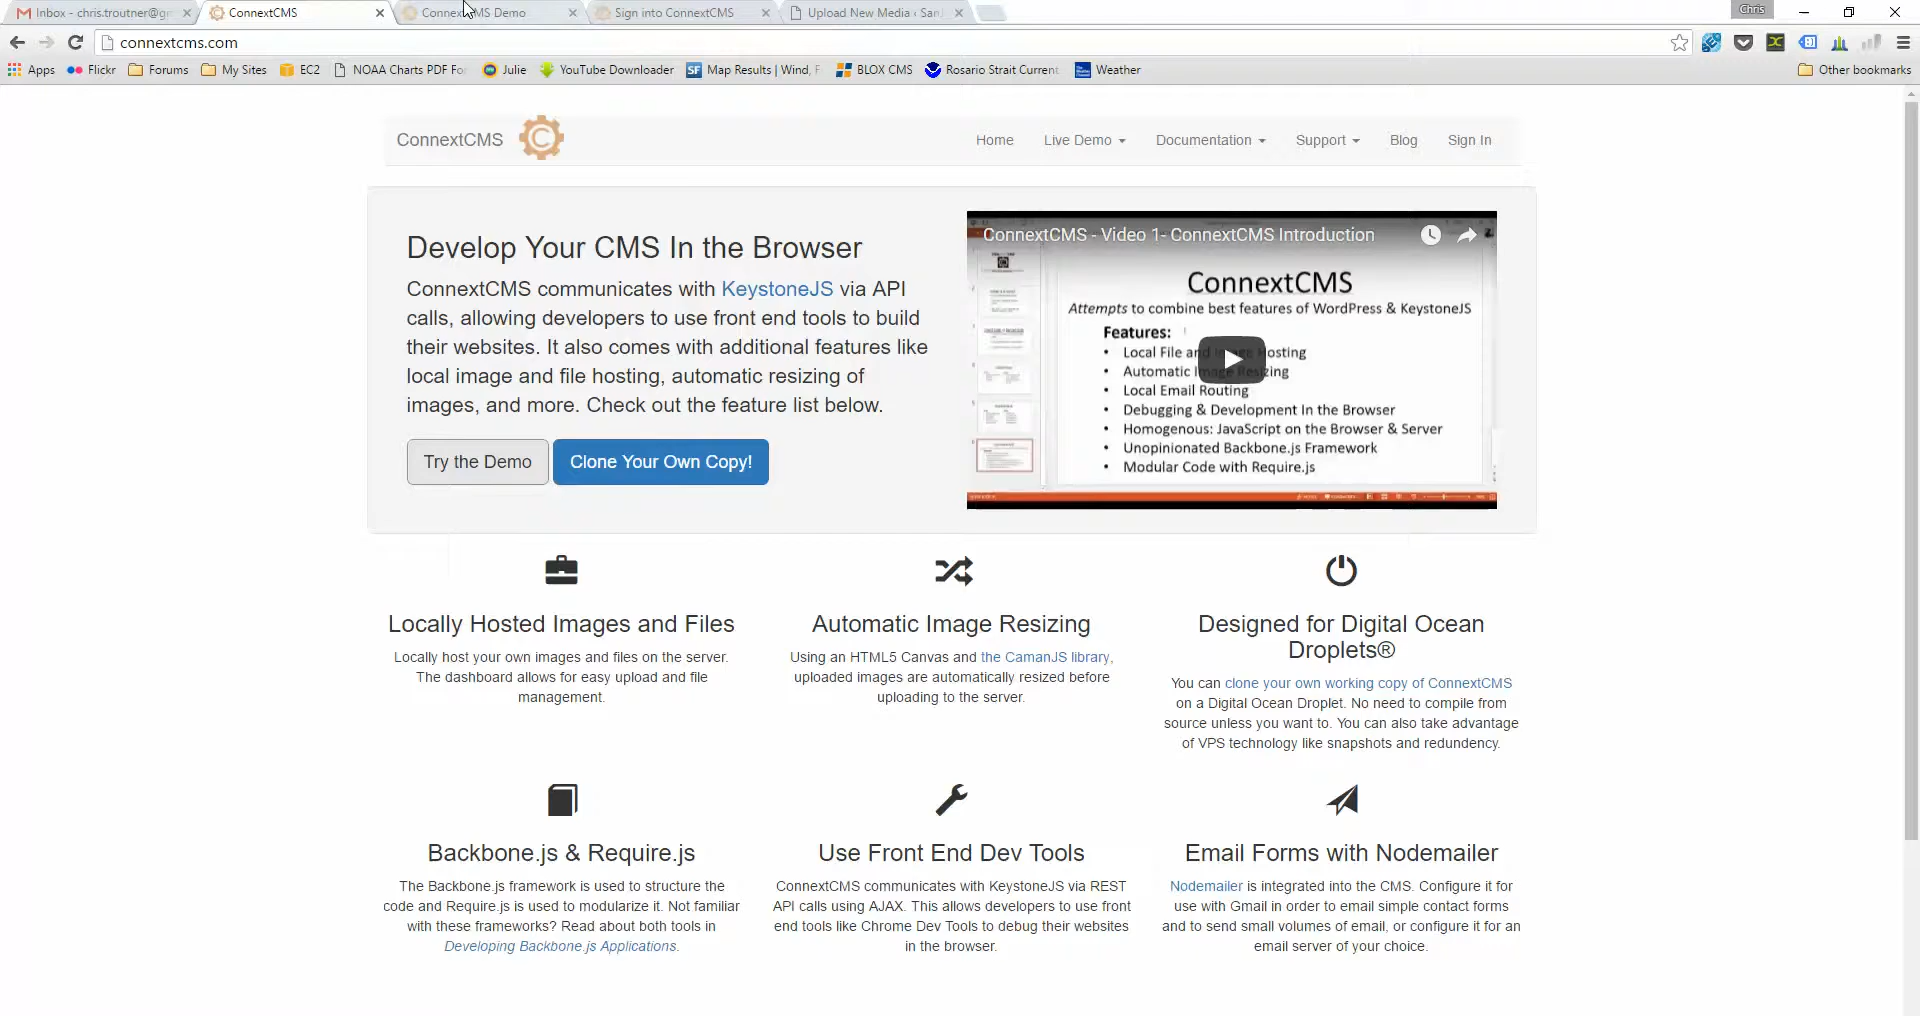 Inbox - chris.troutner@g
ConnextCMS
Demo
Sign into ConnextCMS
Upload New Media ‹ San
Chris
connextcms.com
Apps
Flickr
Forums
My Sites
EC2
NOAA Charts PDF Fo
Julie
YouTube Downloader
SF Map Results | Wind, F
BLOX CMS
Rosario Strait Current
Weather
Other bookmarks
ConnextCMS
Home
Live Demo
Documentation
Support
Blog
Sign In
Develop Your CMS In the Browser
ConnextCMS communicates with KeystoneJS via API
calls, allowing developers to use front end tools to build
their websites. It also comes with additional features like
local image and file hosting, automatic resizing of
images, and more. Check out the feature list below.
Try the Demo
Clone Your Own Copy!
ConnextCMS - Video 1- ConnextCMS Introduction
ConnextCMS
Attempts to combine best features of WordPress & KeystoneJS
Features:
• Local File and Image Hosting
• Automatic Image Resizing
• Local Email Routing
• Debugging & Development In the Browser
• Homogenous: JavaScript on the Browser & Server
• Unopinionated Backbone.js Framework
• Modular Code with Require.js
Locally Hosted Images and Files
Locally host your own images and files on the server.
The dashboard allows for easy upload and file
management.
Automatic Image Resizing
Using an HTML5 Canvas and the CamanJS library,
uploaded images are automatically resized before
uploading to the server.
Designed for Digital Ocean
Droplets®
You can clone your own working copy of ConnextCMS
on a Digital Ocean Droplet. No need to compile from
source unless you want to. You can also take advantage
of VPS technology like snapshots and redundency.
Backbone.js & Require.js
The Backbone.js framework is used to structure the
code and Require.js is used to modularize it. Not familiar
with these frameworks? Read about both tools in
Developing Backbone.js Applications.
Use Front End Dev Tools
ConnextCMS communicates with KeystoneJS via REST
API calls using AJAX. This allows developers to use front
end tools like Chrome Dev Tools to debug their websites
in the browser.
Email Forms with Nodemailer
Nodemailer is integrated into the CMS. Configure it for
use with Gmail in order to email simple contact forms
and to send small volumes of email, or configure it for an
email server of your choice.